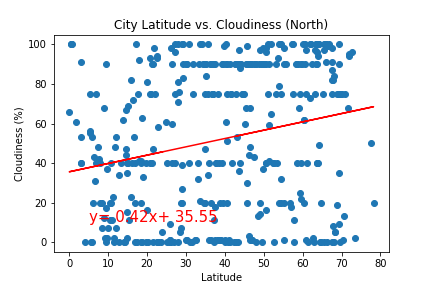 City Latitude vs. Cloudiness (North)
100
80
60
40
20
0
Cloudiness (%)
y= 0.42x+ 35.55
0 10 20 30 40 50 60 70 80
Latitude